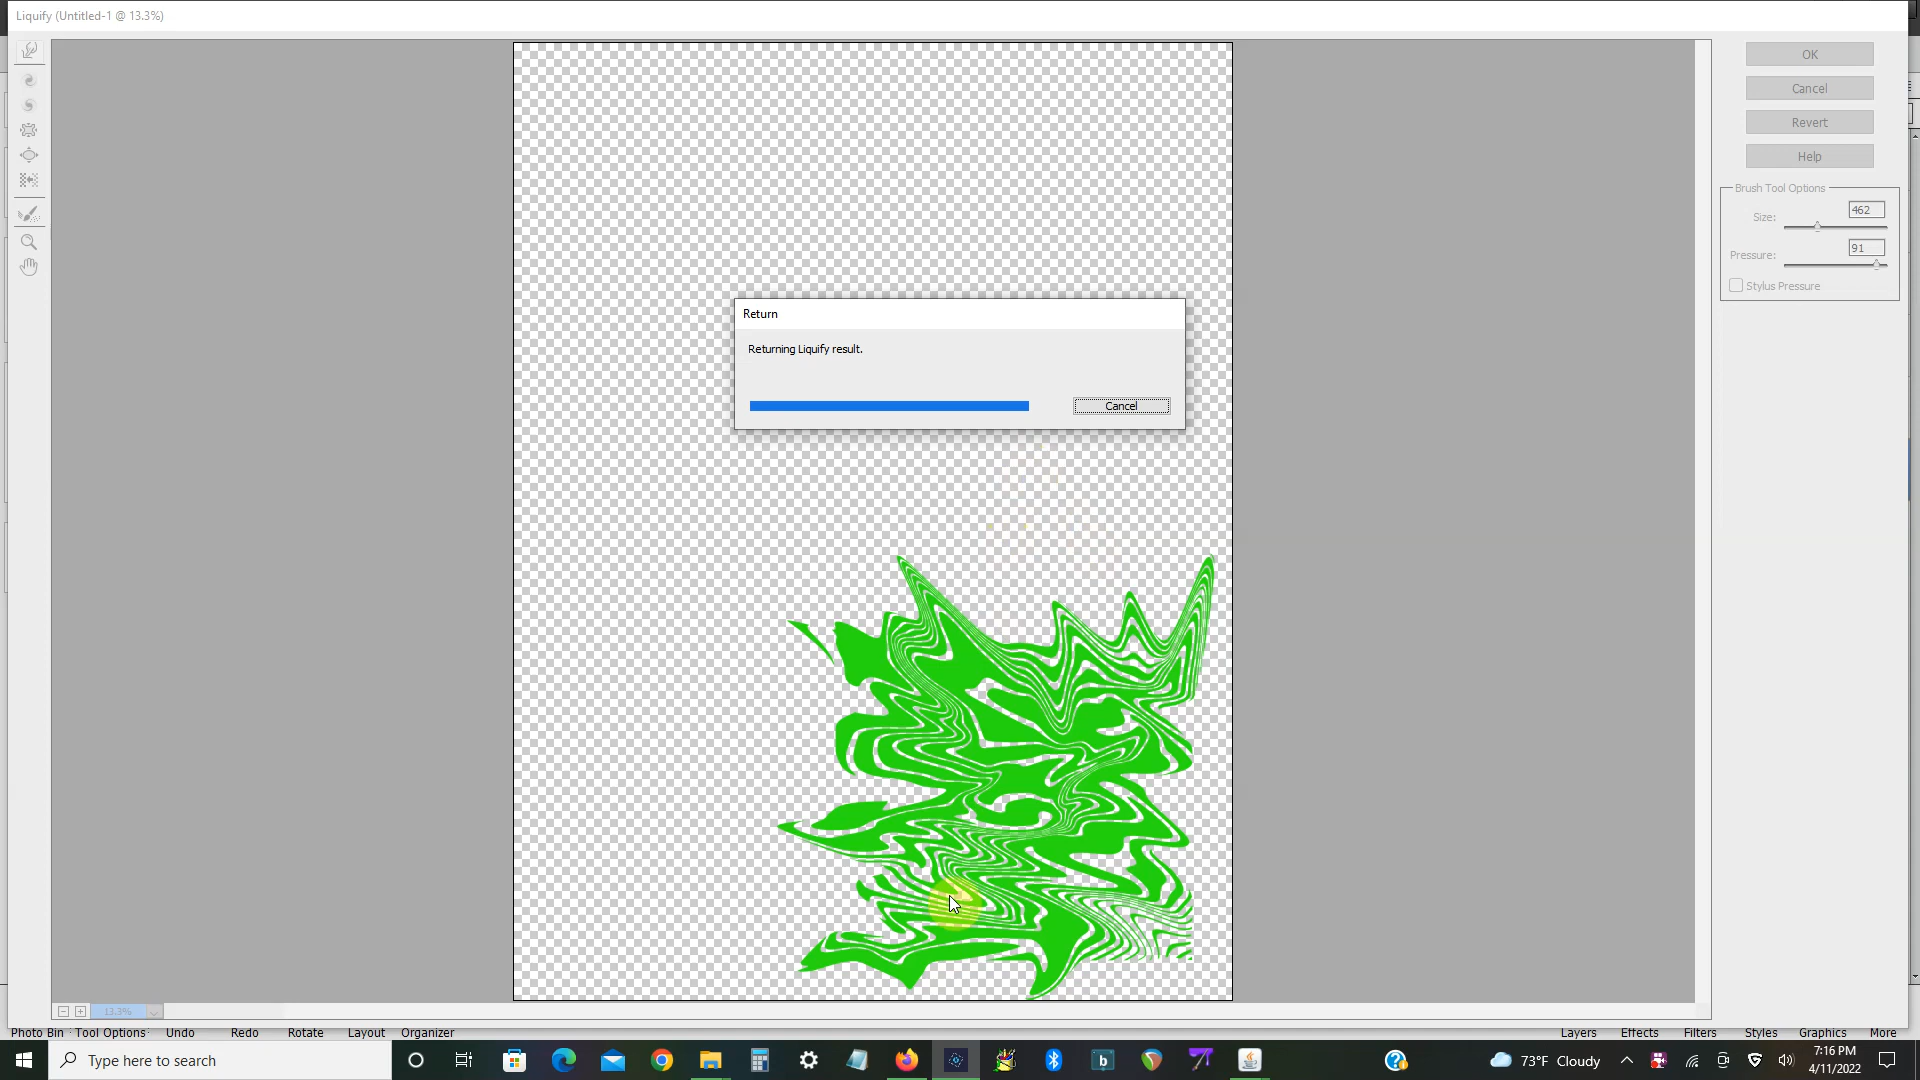 Liquify (Untitled-1 @ 13.3%)
OK
Cancel
Revert
Help
Brush Tool Options
Size:
462
Pressure:
91
Stylus Pressure
Return
Returning Liquify result.
Cancel
13.3%
Photo Bin Tool Options Undo Redo Rotate Layout Organizer Layers Effects Filters Styles Graphics More
Type here to search
b
73°F Cloudy
7:16 PM
4/11/2022